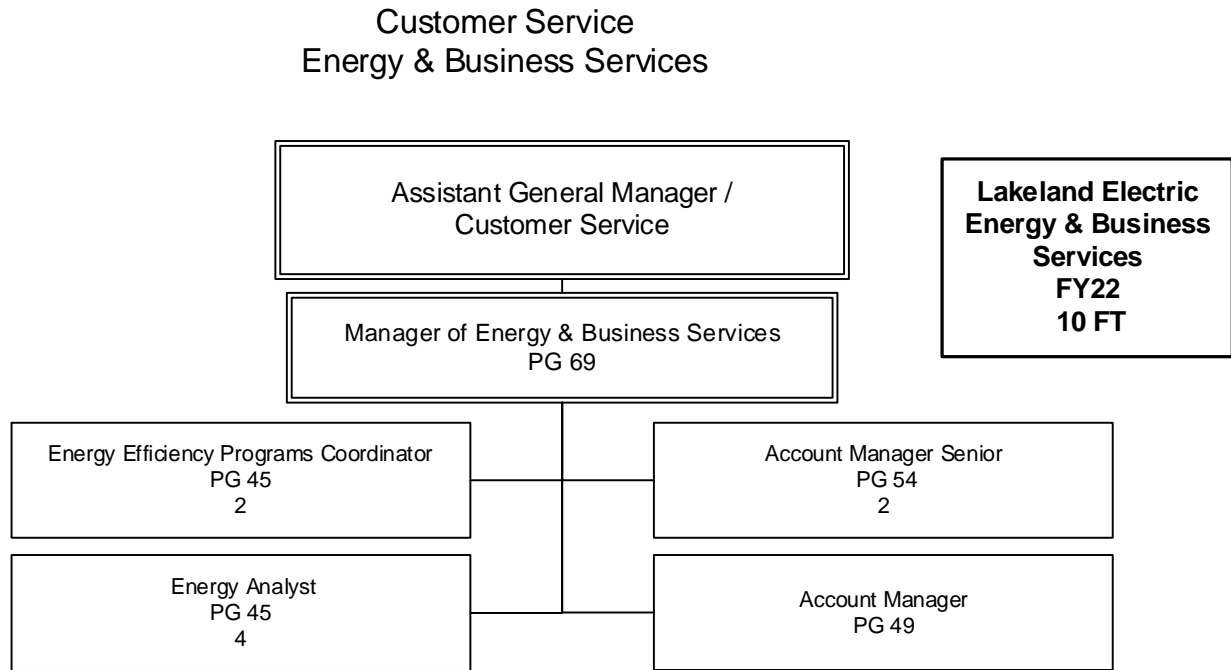 Customer Service
Energy & Business Services
Assistant General Manager /
Customer Service
Lakeland Electric
Energy & Business
Services
FY22
10 FT
Manager of Energy & Business Services
PG 69
Energy Efficiency Programs Coordinator
PG 45
2
Account Manager Senior
PG 54
2
Energy Analyst
PG 45
4
Account Manager
PG 49